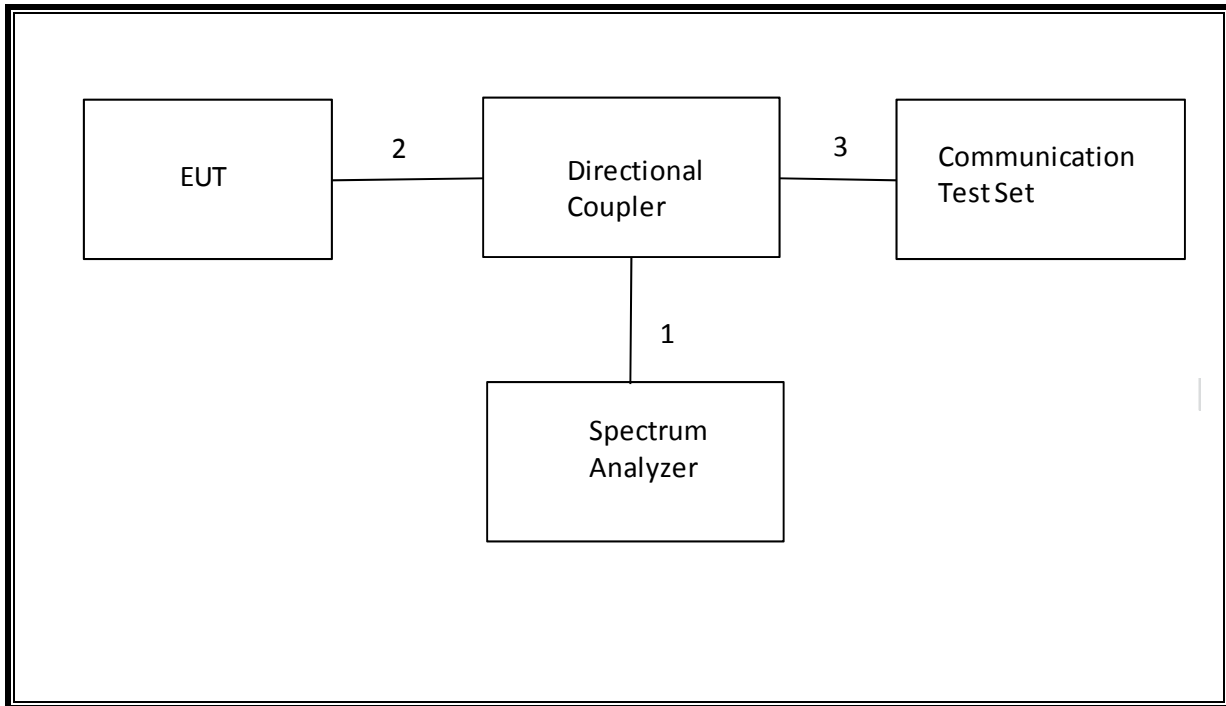 EUT
2
Directional
Coupler
3
Communication
Test Set
1
Spectrum
Analyzer